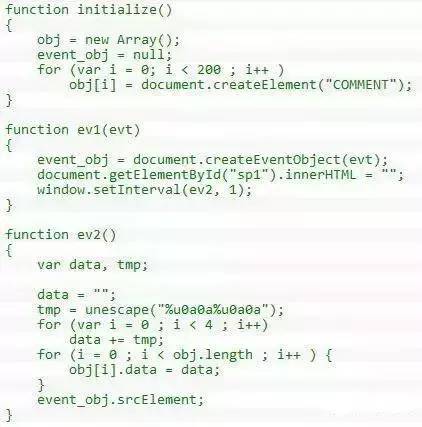 function initialize()
{
    obj = new Array();
    event_obj = null;
    for (var i = 0; i < 200 ; i++ )
        obj[i] = document.createElement("COMMENT");
}

function ev1(evt)
{
    event_obj = document.createEventObject(evt);
    document.getElementById("sp1").innerHTML = "";
    window.setInterval(ev2, 1);
}

function ev2()
{
    var data, tmp;

    data = "";
    tmp = unescape("%u0a0a%u0a0a");
    for (var i = 0 ; i < 4 ; i++)
        data += tmp;
    for (i = 0 ; i < obj.length ; i++ ) {
        obj[i].data = data;
    }
    event_obj.srcElement;
}